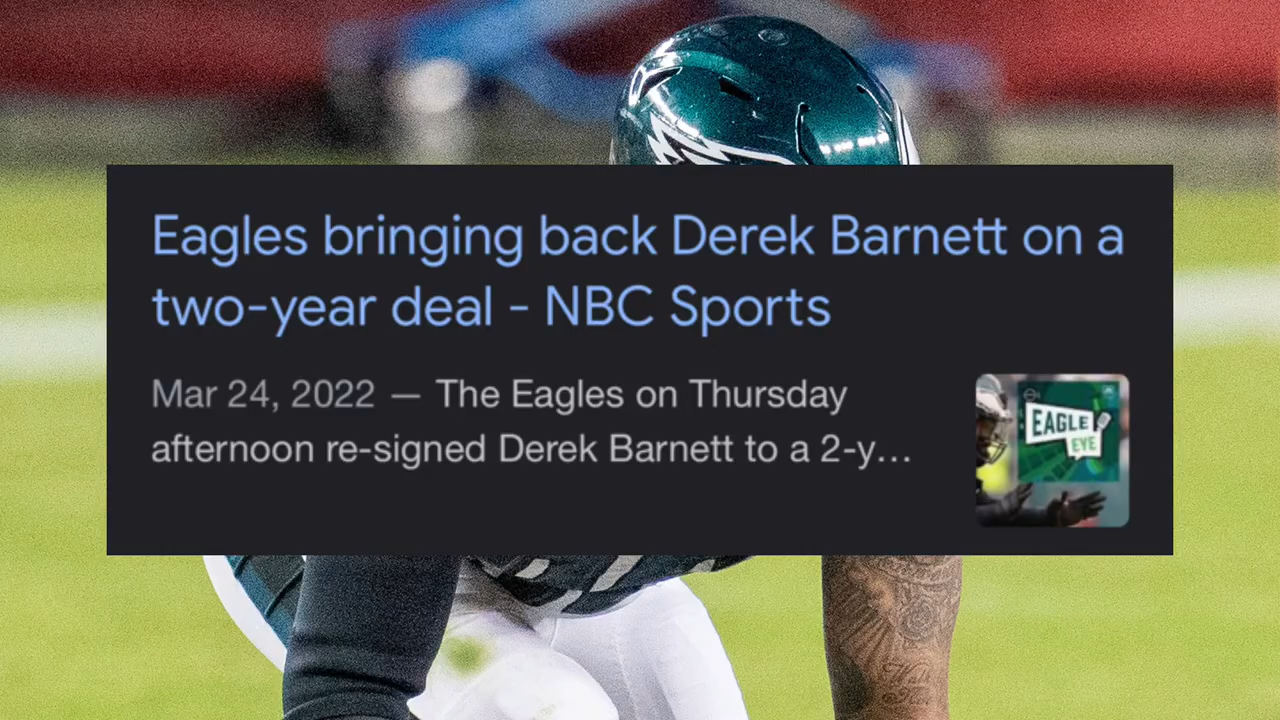 Eagles bringing back Derek Barnett on a
two-year deal - NBC Sports
Mar 24, 2022 — The Eagles on Thursday
afternoon re-signed Derek Barnett to a 2-y...
EAGLE
EYE